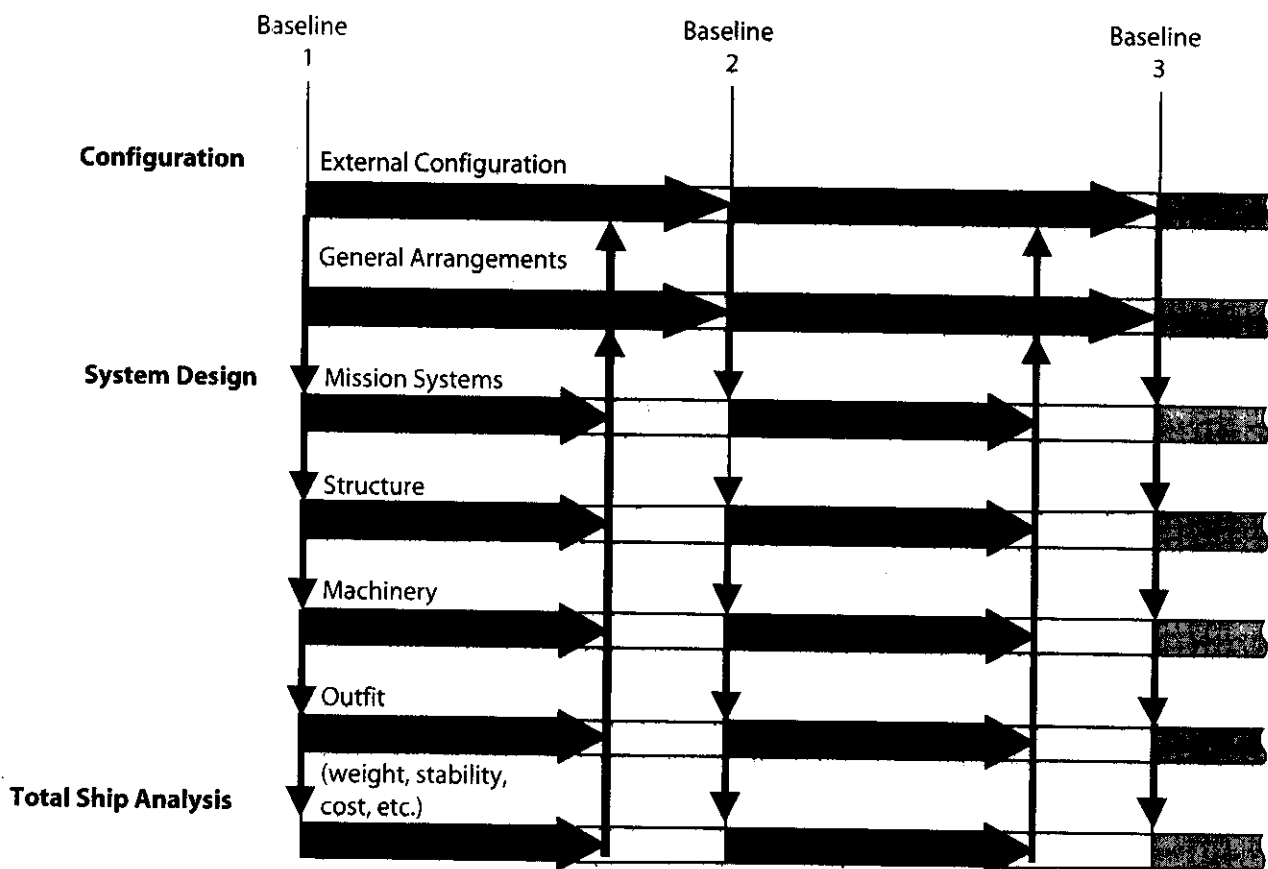 Baseline
1
Baseline
2
Baseline
3
Configuration
External Configuration
General Arrangements
System Design
Mission Systems
Structure
Machinery
Outfit
Total Ship Analysis
(weight, stability,
cost, etc.)